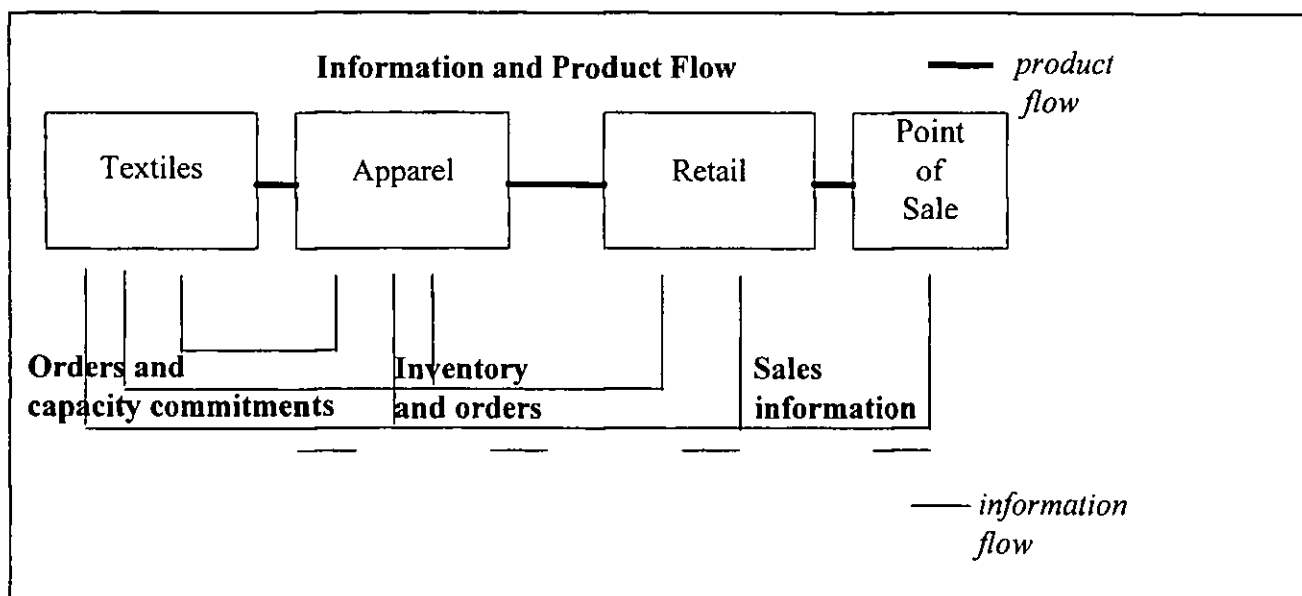 Information and Product Flow
product
flow
Textiles
Apparel
Retail
Point
of
Sale
Orders and
capacity commitments
Inventory
and orders
Sales
information
information
flow